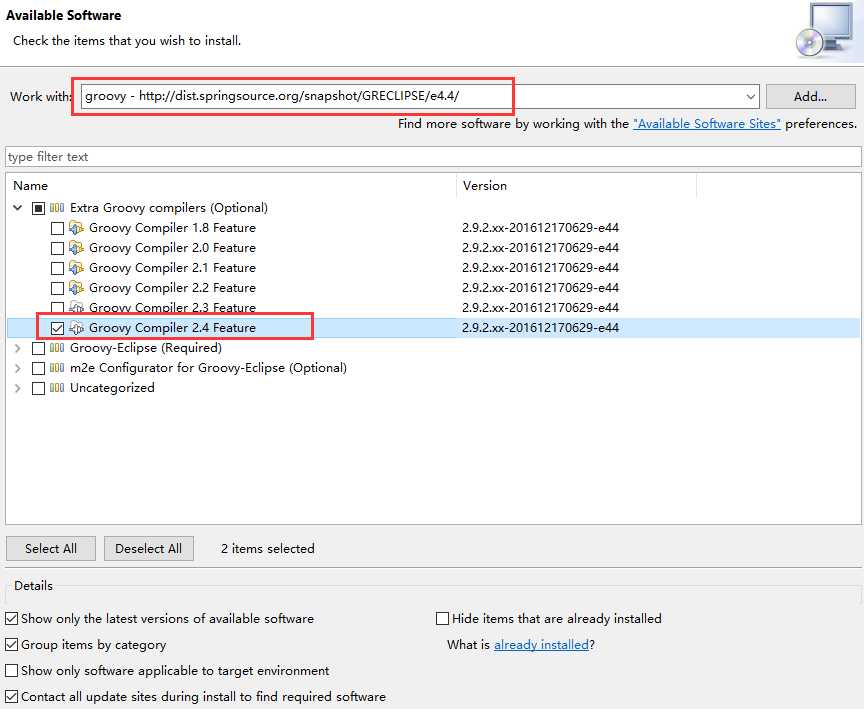 Available Software
Check the items that you wish to install.
Work with: groovy - http://dist.springsource.org/snapshot/GRECLIPSE/e4.4/ Add...
Find more software by working with the "Available Software Sites" preferences.
type filter text
Name Version
Extra Groovy compilers (Optional)
Groovy Compiler 1.8 Feature 2.9.2.xx-201612170629-e44
Groovy Compiler 2.0 Feature 2.9.2.xx-201612170629-e44
Groovy Compiler 2.1 Feature 2.9.2.xx-201612170629-e44
Groovy Compiler 2.2 Feature 2.9.2.xx-201612170629-e44
Groovy Compiler 2.3 Feature 2.9.2.xx-201612170629-e44
Groovy Compiler 2.4 Feature 2.9.2.xx-201612170629-e44
Groovy-Eclipse (Required)
m2e Configurator for Groovy-Eclipse (Optional)
Uncategorized
Select All Deselect All 2 items selected
Details
Show only the latest versions of available software Hide items that are already installed
Group items by category What is already installed?
Show only software applicable to target environment
Contact all update sites during install to find required software